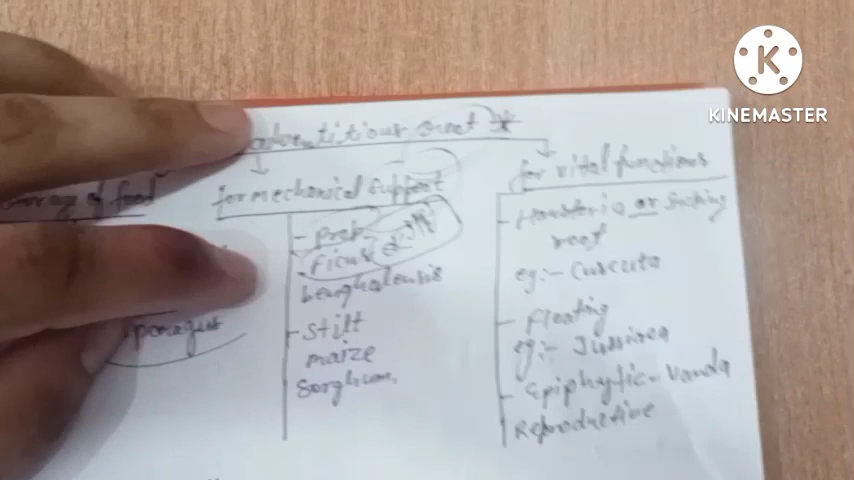 KINEMASTER
adventitious root *
storage of food
for mechanical support
for vital functions
- Prop
ficus
benghalensis
- Stilt
maize
Sorghum.
- Haustoria or Sucking
root
eg:- Cuscuta
- floating
eg:- Jussiaea
- epiphytic - Vanda
Reproductive